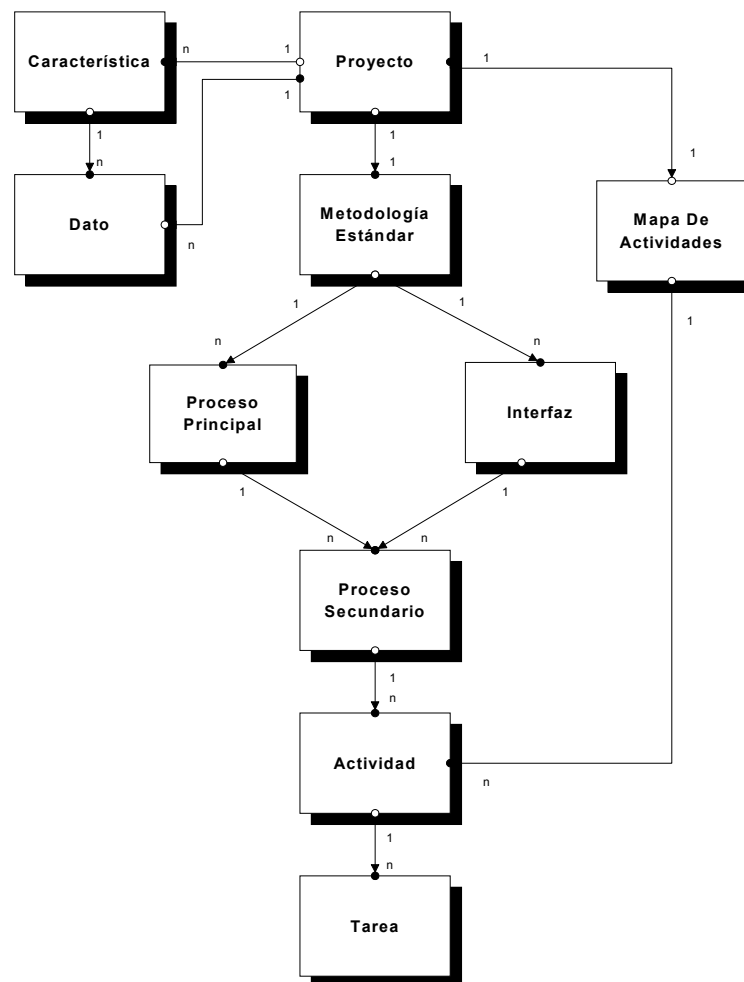 n
1
Característica
Proyecto
1
1
1
1
n
1
1
Metodología
Estándar
Mapa De
Actividades
Dato
n
1
1
1
n
n
Proceso
Principal
Interfaz
1
1
n
n
Proceso
Secundario
1
n
Actividad
n
1
n
Tarea